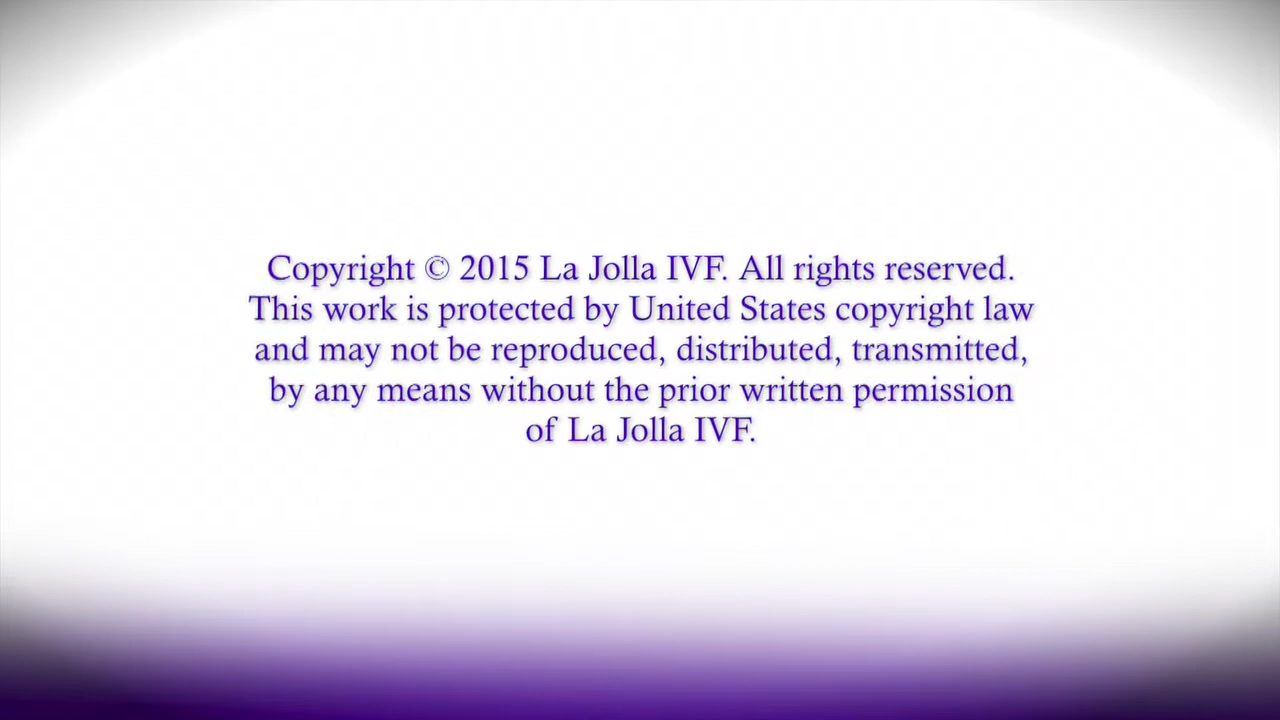 Copyright © 2015 La Jolla IVF. All rights reserved.
This work is protected by United States copyright law
and may not be reproduced, distributed, transmitted,
by any means without the prior written permission
of La Jolla IVF.